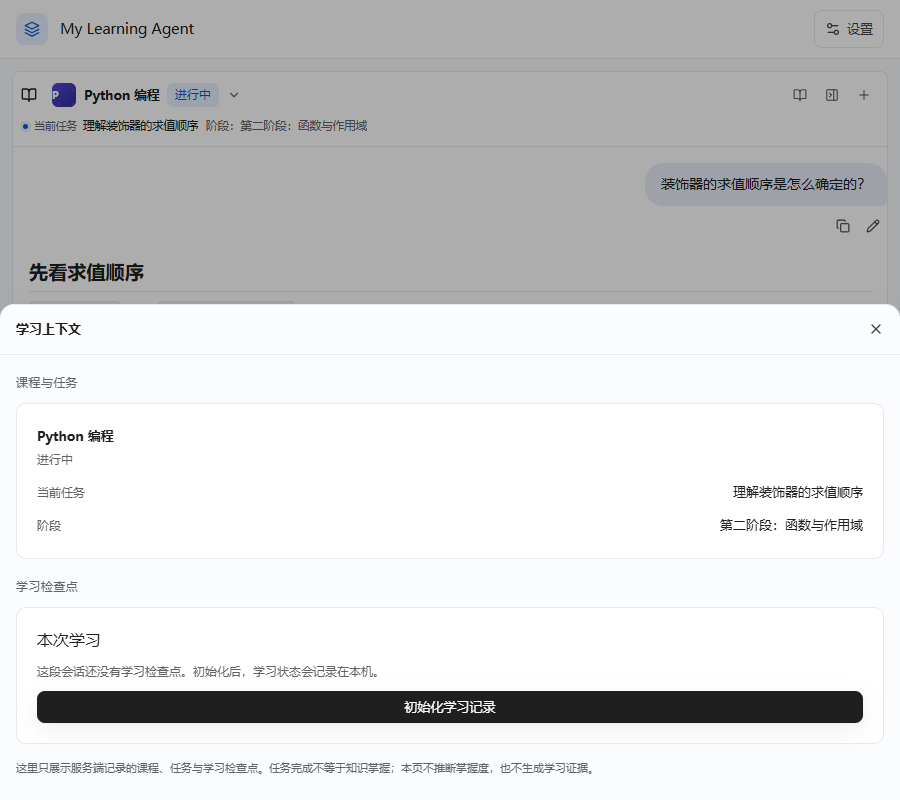 My Learning Agent
设置
P
Python 编程
进行中
当前任务 理解装饰器的求值顺序 阶段：第二阶段：函数与作用域
装饰器的求值顺序是怎么确定的？
先看求值顺序
学习上下文
课程与任务
Python 编程
进行中
当前任务
理解装饰器的求值顺序
阶段
第二阶段：函数与作用域
学习检查点
本次学习
这段会话还没有学习检查点。初始化后，学习状态会记录在本机。
初始化学习记录
这里只展示服务端记录的课程、任务与学习检查点。任务完成不等于知识掌握；本页不推断掌握度，也不生成学习证据。